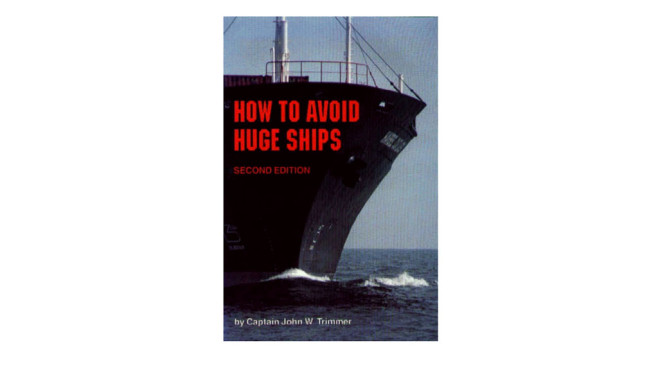 HOW TO AVOID
HUGE SHIPS
SECOND EDITION
by Captain John W. Trimmer